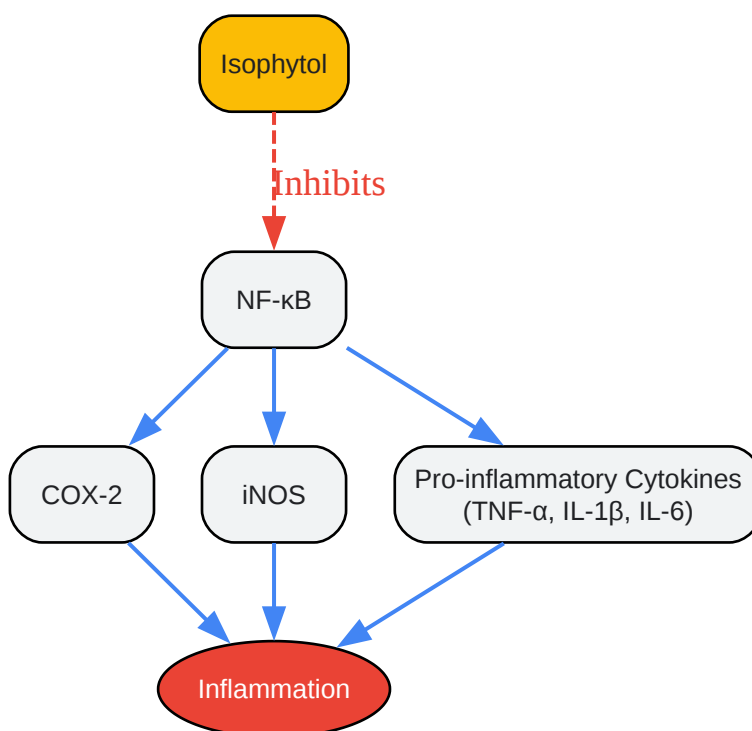 Isophytol
Inhibits
NF-κB
COX-2
iNOS
Pro-inflammatory Cytokines
(TNF-α, IL-1β, IL-6)
Inflammation